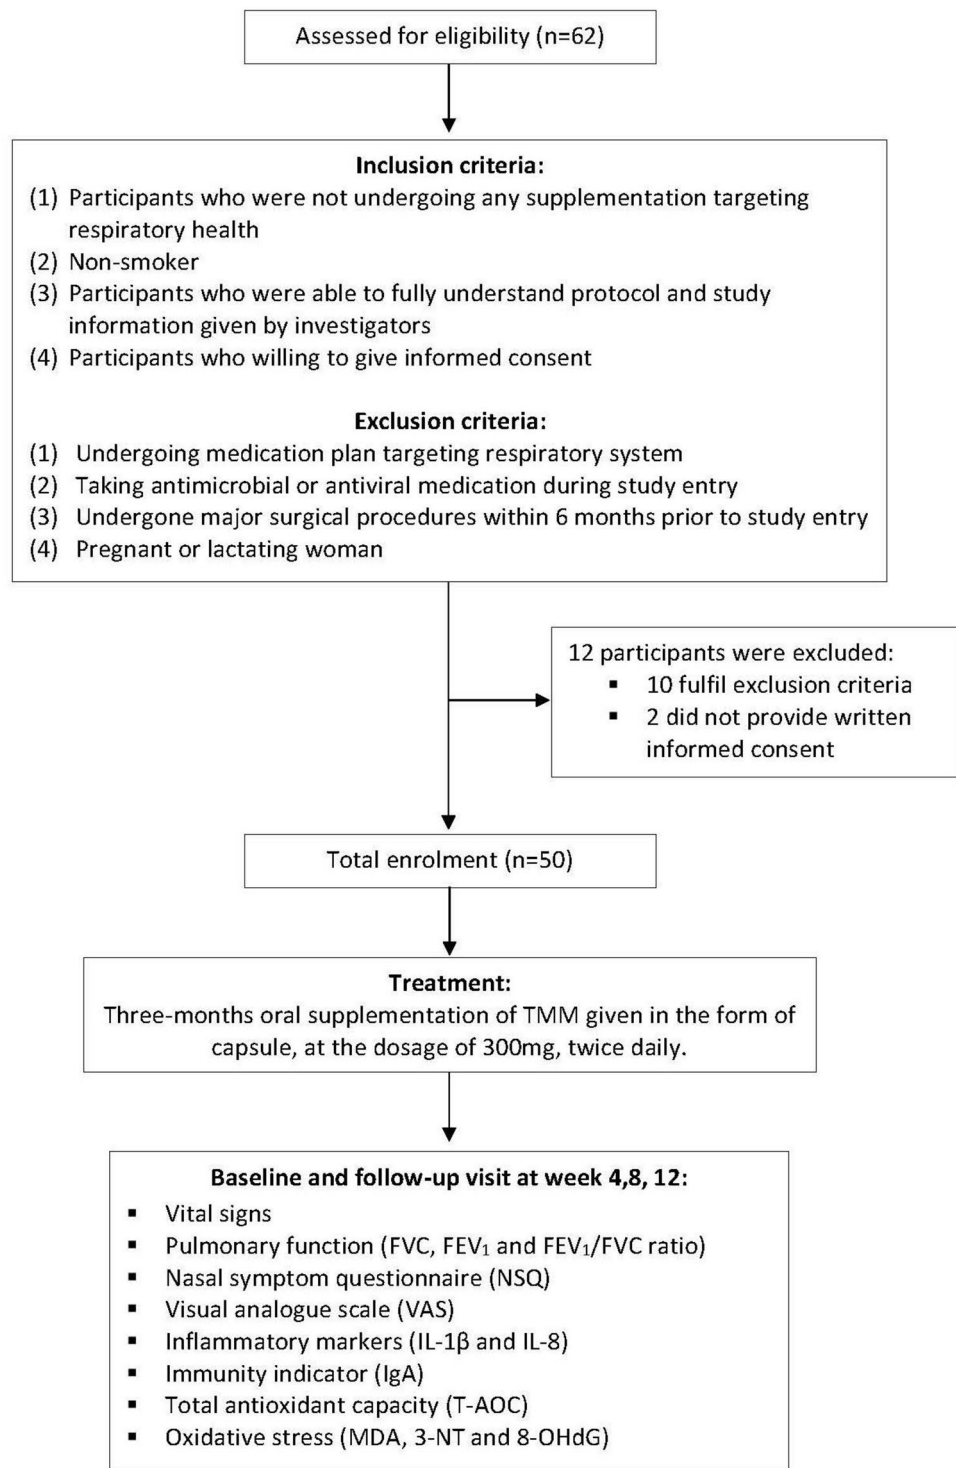 Assessed for eligibility (n=62)
Inclusion criteria:
(1) Participants who were not undergoing any supplementation targeting
respiratory health
(2) Non-smoker
(3) Participants who were able to fully understand protocol and study
information given by investigators
(4) Participants who willing to give informed consent
Exclusion criteria:
(1) Undergoing medication plan targeting respiratory system
(2) Taking antimicrobial or antiviral medication during study entry
(3) Undergone major surgical procedures within 6 months prior to study entry
(4) Pregnant or lactating woman
12 participants were excluded:
▪ 10 fulfil exclusion criteria
▪ 2 did not provide written
informed consent
Total enrolment (n=50)
Treatment:
Three-months oral supplementation of TMM given in the form of
capsule, at the dosage of 300mg, twice daily.
Baseline and follow-up visit at week 4,8, 12:
▪ Vital signs
▪ Pulmonary function (FVC, FEV₁ and FEV₁/FVC ratio)
▪ Nasal symptom questionnaire (NSQ)
▪ Visual analogue scale (VAS)
▪ Inflammatory markers (IL-1β and IL-8)
▪ Immunity indicator (IgA)
▪ Total antioxidant capacity (T-AOC)
▪ Oxidative stress (MDA, 3-NT and 8-OHdG)